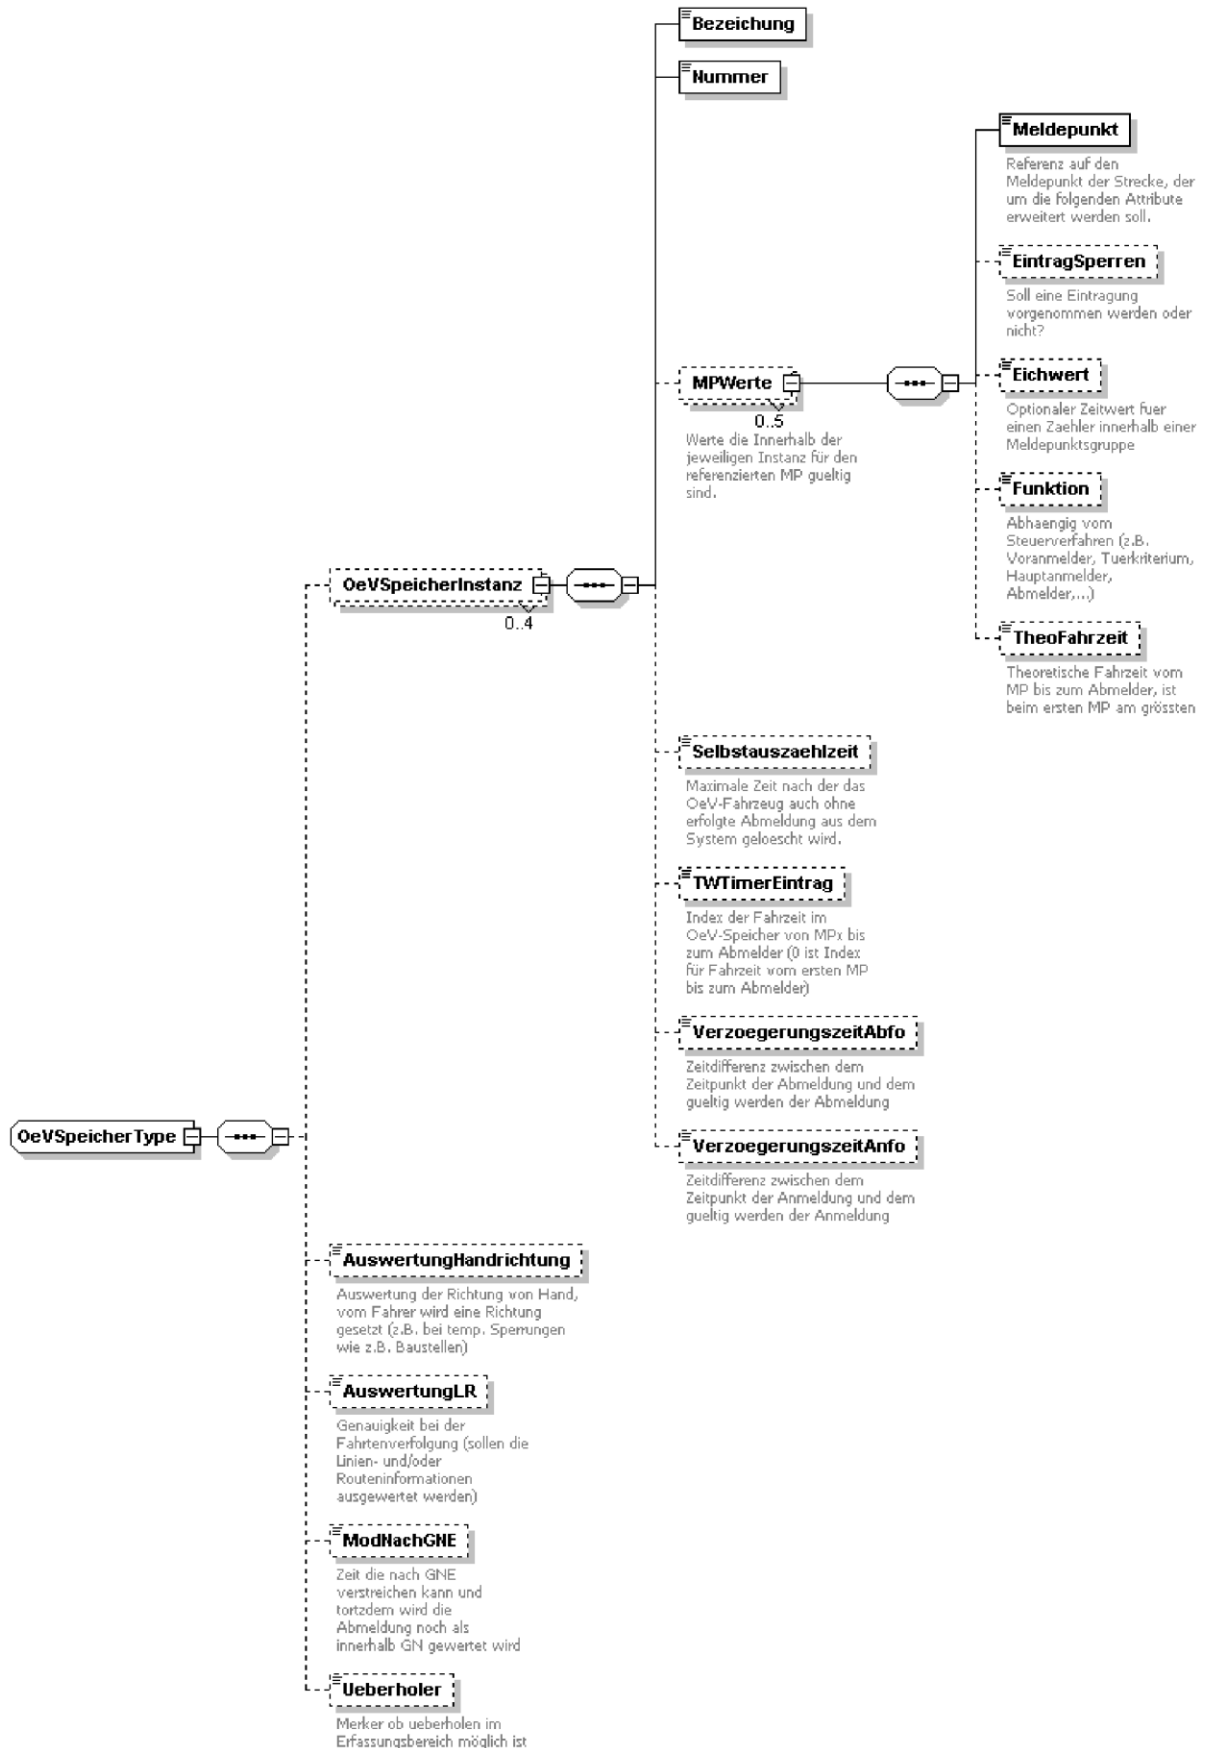 Bezeichung
Nummer
Meldepunkt
Referenz auf den
Meldepunkt der Strecke, der
um die folgenden Attribute
erweitert werden soll.
EintragSperren
Soll eine Eintragung
vorgenommen werden oder
nicht?
MPWerte
0..5
Werte die Innerhalb der
jeweiligen Instanz für den
referenzierten MP gueltig
sind.
Eichwert
Optionaler Zeitwert fuer
einen Zaehler innerhalb einer
Meldepunktsgruppe
Funktion
Abhaengig vom
Steuerverfahren (z.B.
Voranmelder, Tuerkriterium,
Hauptanmelder,
Abmelder,...)
OeVSpeicherInstanz
0..4
TheoFahrzeit
Theoretische Fahrzeit vom
MP bis zum Abmelder, ist
beim ersten MP am grössten
Selbstauszaehlzeit
Maximale Zeit nach der das
OeV-Fahrzeug auch ohne
erfolgte Abmeldung aus dem
System geloescht wird.
TWTimerEintrag
Index der Fahrzeit im
OeV-Speicher von MPx bis
zum Abmelder (0 ist Index
für Fahrzeit vom ersten MP
bis zum Abmelder)
VerzoegerungszeitAbfo
Zeitdifferenz zwischen dem
Zeitpunkt der Abmeldung und dem
gueltig werden der Abmeldung
OeVSpeicherType
VerzoegerungszeitAnfo
Zeitdifferenz zwischen dem
Zeitpunkt der Anmeldung und dem
gueltig werden der Anmeldung
AuswertungHandrichtung
Auswertung der Richtung von Hand,
vom Fahrer wird eine Richtung
gesetzt (z.B. bei temp. Sperrungen
wie z.B. Baustellen)
AuswertungLR
Genauigkeit bei der
Fahrtenverfolgung (sollen die
Linien- und/oder
Routeninformationen
ausgewertet werden)
ModNachGNE
Zeit die nach GNE
verstreichen kann und
tortzdem wird die
Abmeldung noch als
innerhalb GN gewertet wird
Ueberholer
Merker ob ueberholen im
Erfassungsbereich möglich ist